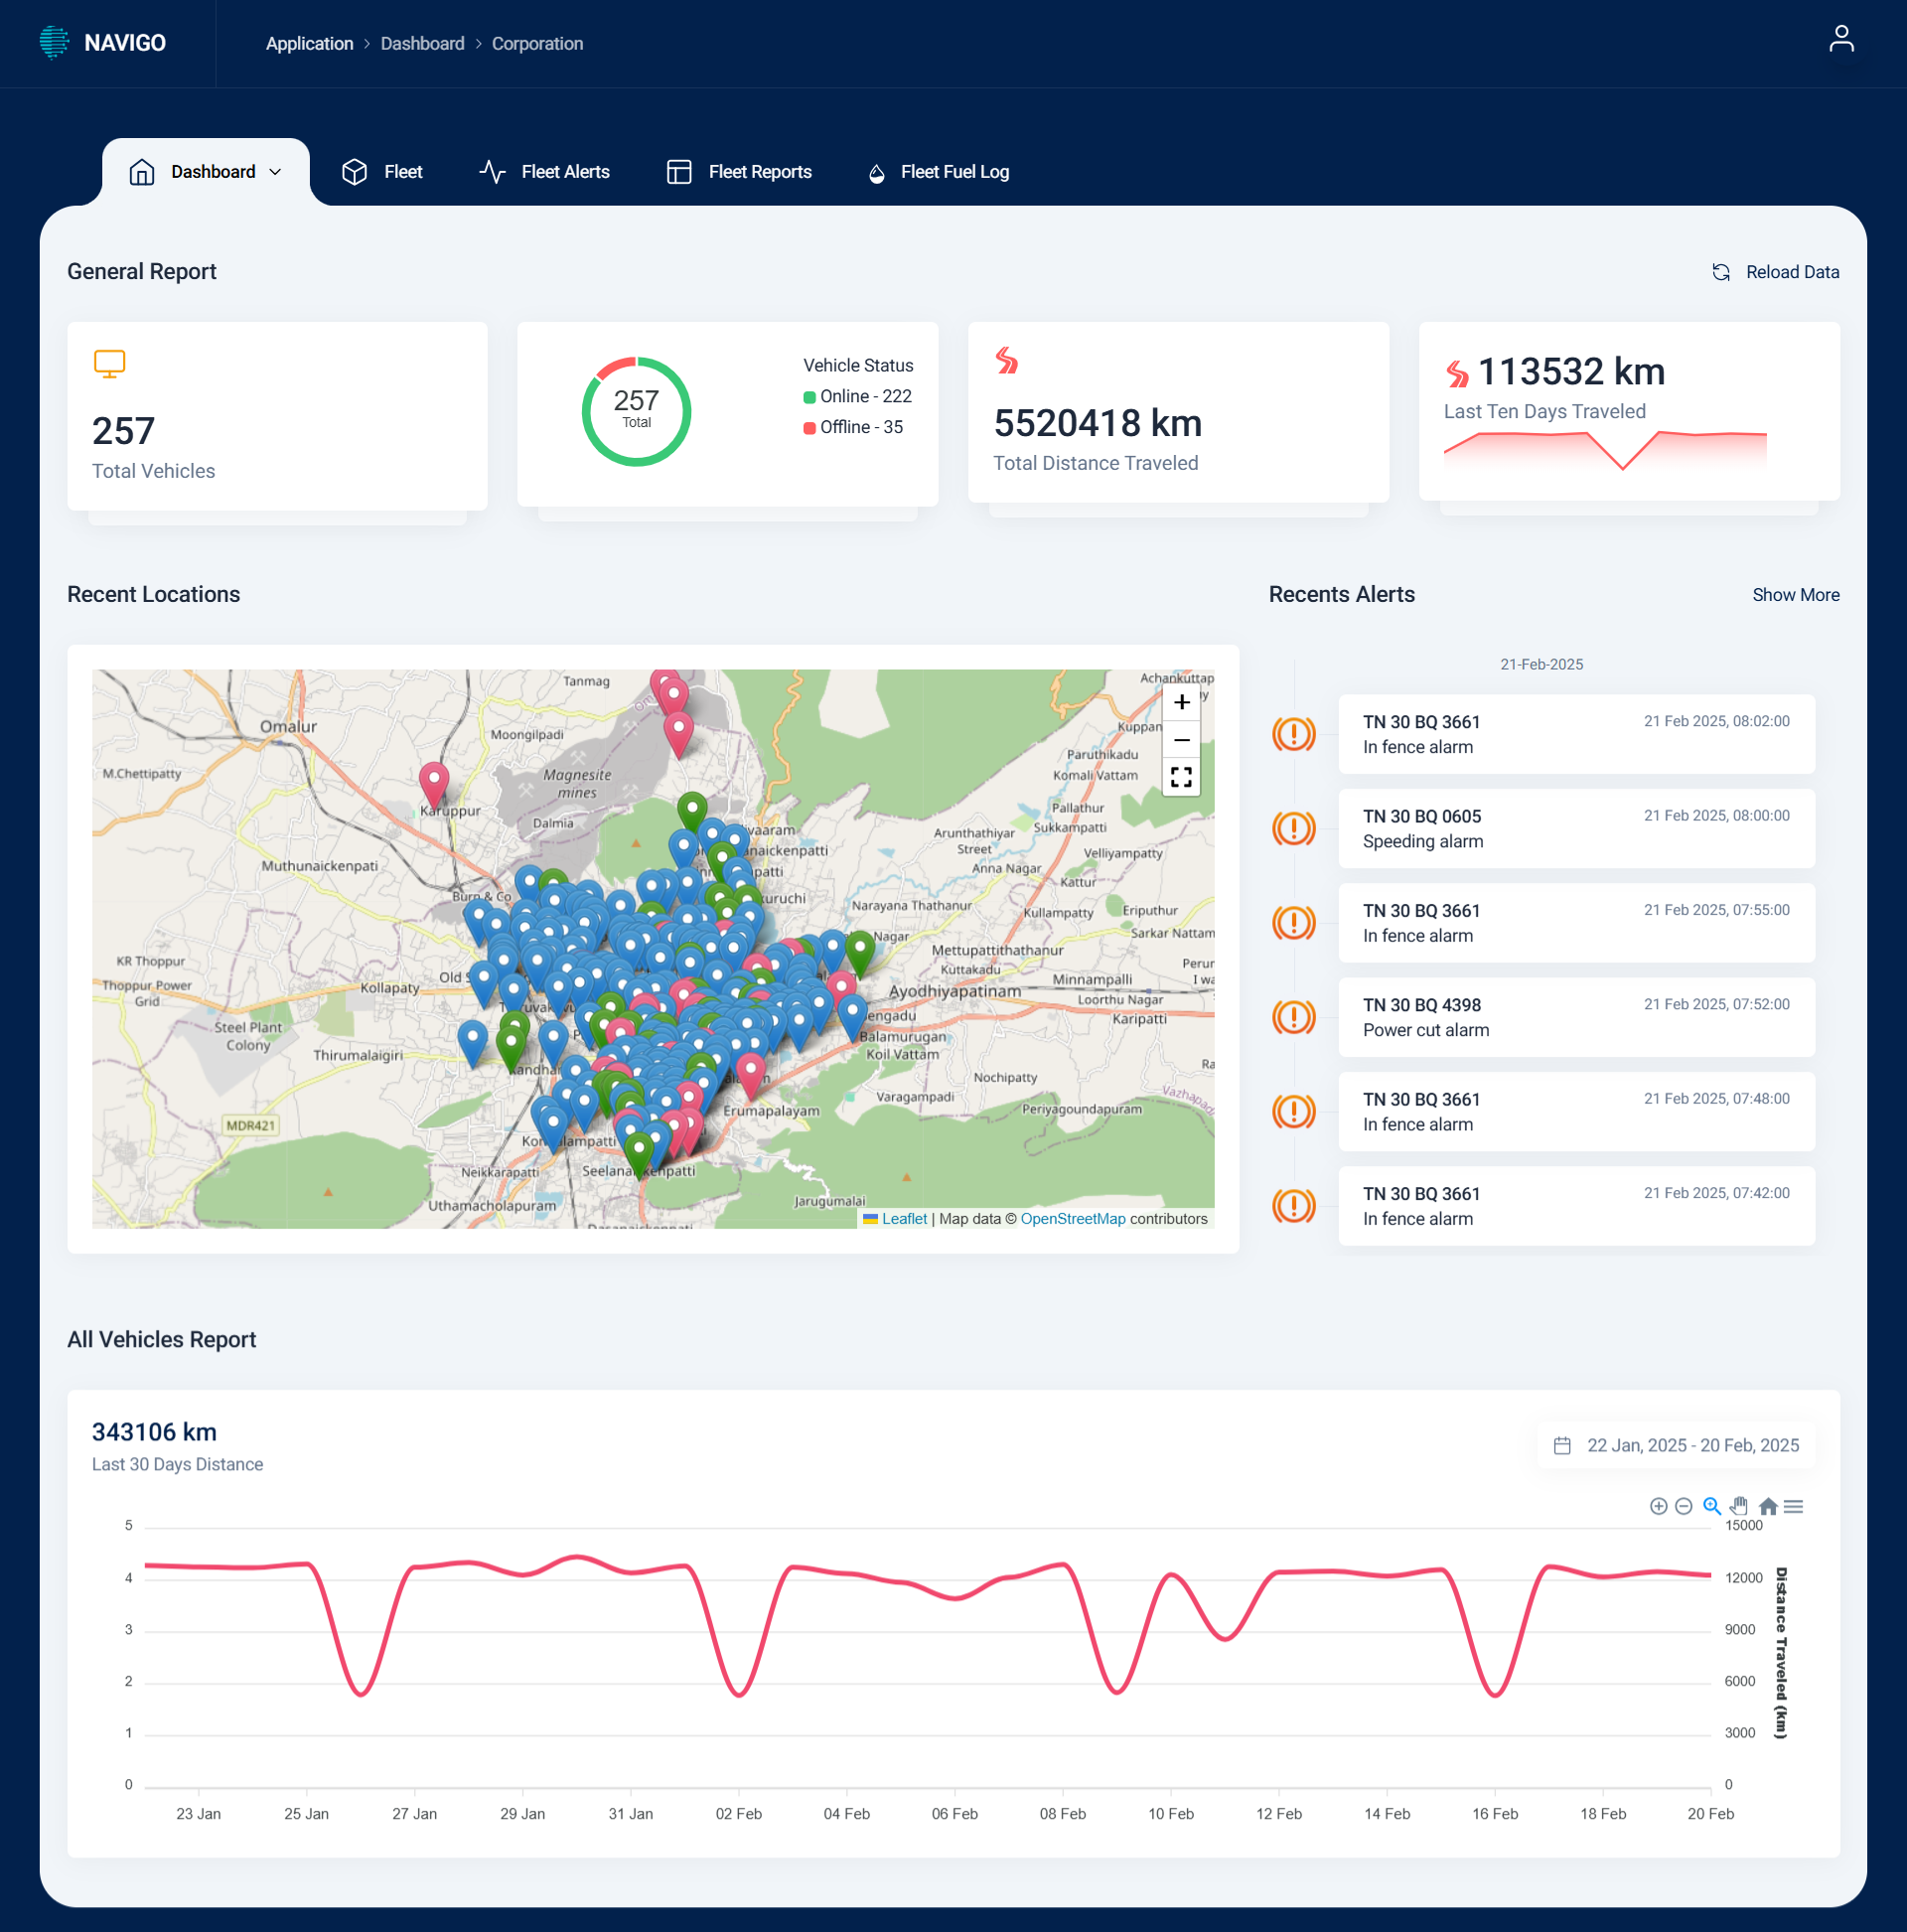 NAVIGO
Application > Dashboard > Corporation
Dashboard
Fleet
Fleet Alerts
Fleet Reports
Fleet Fuel Log
General Report
Reload Data
257
Total Vehicles
257
Total
Vehicle Status
Online - 222
Offline - 35
5520418 km
Total Distance Traveled
113532 km
Last Ten Days Traveled
Recent Locations
Tanmag
Achankuttap
Omalur
Moongilpadi
Kuppan
M.Chettipatty
Magnesite
mines
Paruthikadu
Komali Vattam
Karuppur
Pallathur
Dalmia
Sukkampatti
Arunthathiyar
Street
Muthunaickenpatti
Velliyampatty
Anna Nagar
Kattur
Burn & Co
Narayana Thathanur
Kullampatty
Eriputhur
Sarkar Nattam
KR Thoppur
Mettupattithathanur
Kuttakadu
Thoppur Power
Grid
Kollapaty
Old
Minnampalli
Ayodhiyapatinam
Loorthu Nagar
Karipatti
Steel Plant
Colony
Thirumalaigiri
Balamurugan
Koil Vattam
Nochipatty
Varagampadi
Erumapalayam
Periyagoundapuram
MDR421
Neikkarapatti
Uthamacholapuram
Jarugumalai
+
−
Leaflet | Map data © OpenStreetMap contributors
Recents Alerts
Show More
21-Feb-2025
TN 30 BQ 3661
21 Feb 2025, 08:02:00
In fence alarm
TN 30 BQ 0605
21 Feb 2025, 08:00:00
Speeding alarm
TN 30 BQ 3661
21 Feb 2025, 07:55:00
In fence alarm
TN 30 BQ 4398
21 Feb 2025, 07:52:00
Power cut alarm
TN 30 BQ 3661
21 Feb 2025, 07:48:00
In fence alarm
TN 30 BQ 3661
21 Feb 2025, 07:42:00
In fence alarm
All Vehicles Report
343106 km
Last 30 Days Distance
22 Jan, 2025 - 20 Feb, 2025
5
4
3
2
1
0
15000
12000
9000
6000
3000
0
Distance Traveled (km)
23 Jan
25 Jan
27 Jan
29 Jan
31 Jan
02 Feb
04 Feb
06 Feb
08 Feb
10 Feb
12 Feb
14 Feb
16 Feb
18 Feb
20 Feb